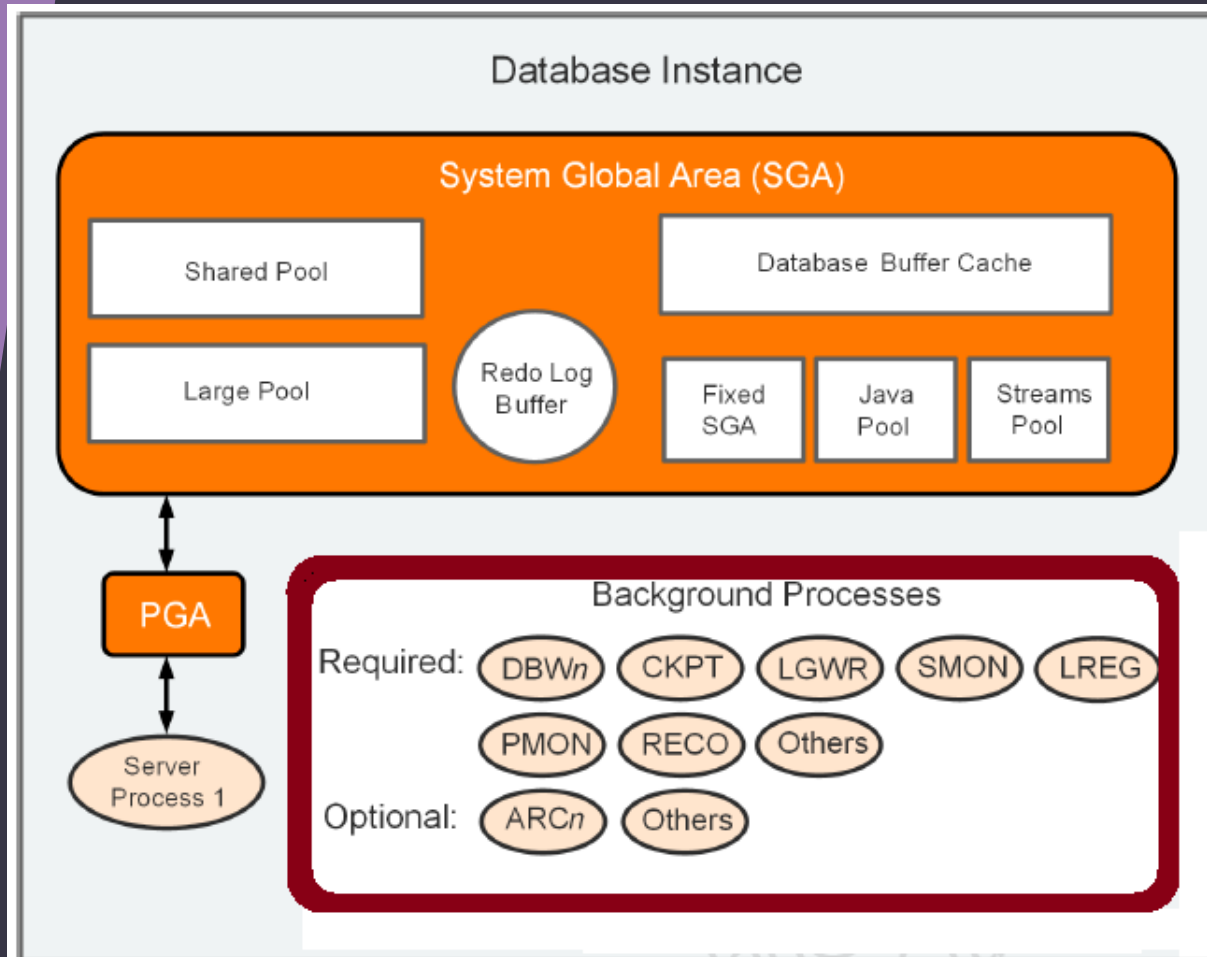 Database Instance
System Global Area (SGA)
Shared Pool
Database Buffer Cache
Large Pool
Redo Log
Buffer
Fixed
SGA
Java
Pool
Streams
Pool
PGA
Server
Process 1
Background Processes
Required: DBWn CKPT LGWR SMON LREG
PMON RECO Others
Optional: ARCn Others